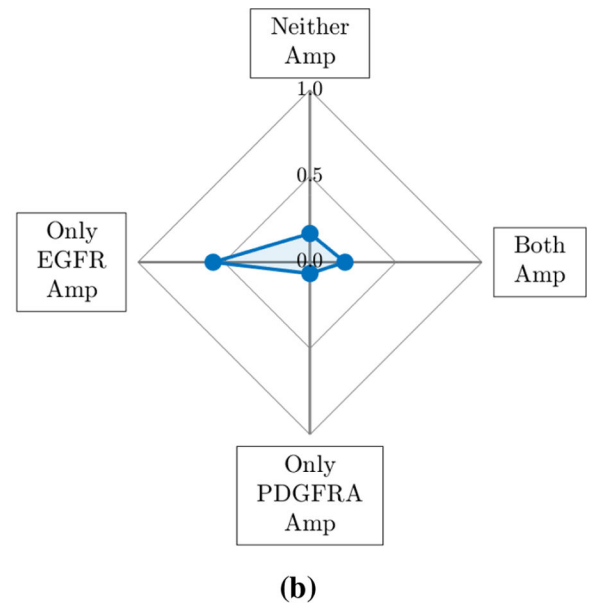 Neither
Amp
1.0
0.5
Only
EGFR
Amp
0.0
Both
Amp
Only
PDGFRA
Amp
(b)